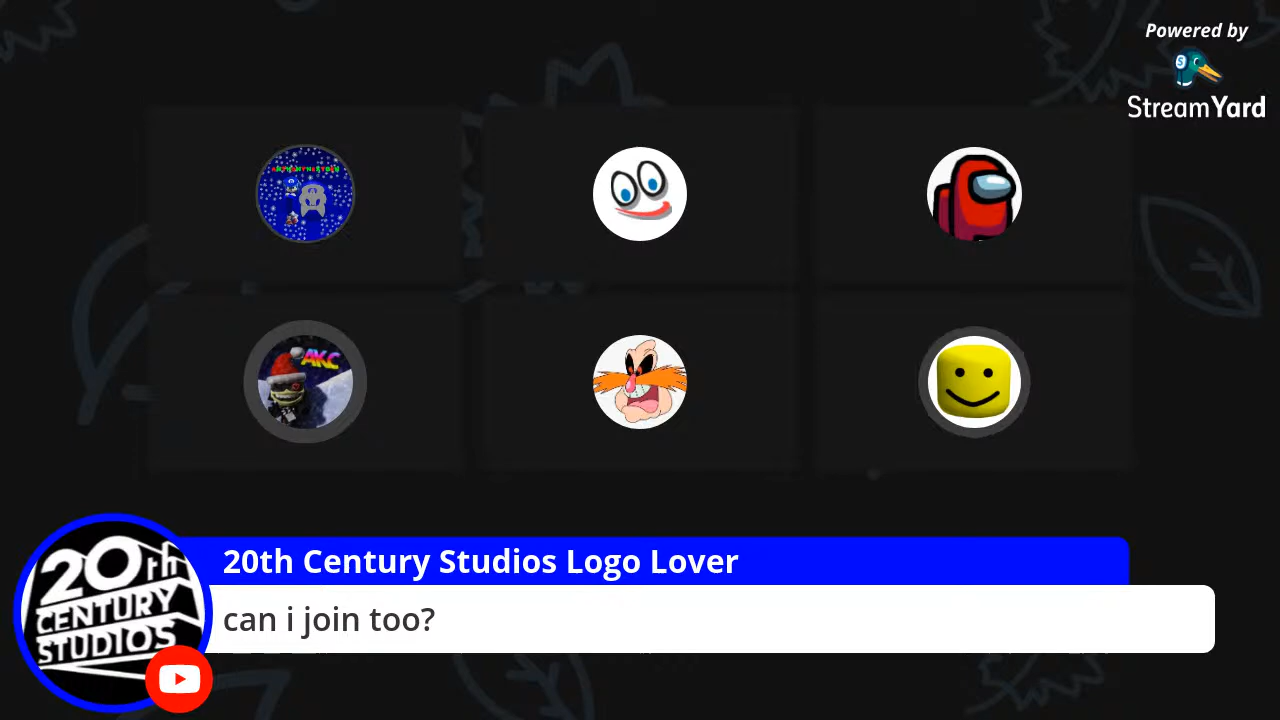 Powered by
StreamYard
AKC
20th Century Studios Logo Lover
can i join too?
20th
CENTURY
STUDIOS